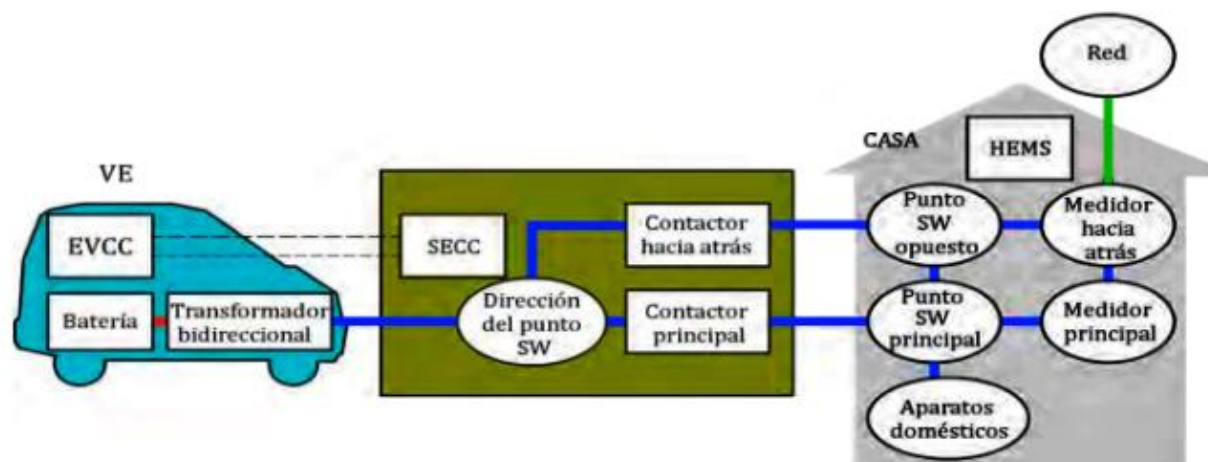 Red
CASA
HEMS
VE
EVCC
SECC
Contactor
hacia atrás
Punto
SW
opuesto
Medidor
hacia
atrás
Batería
Transformador
bidireccional
Dirección
del punto
SW
Contactor
principal
Punto
SW
principal
Medidor
principal
Aparatos
domésticos